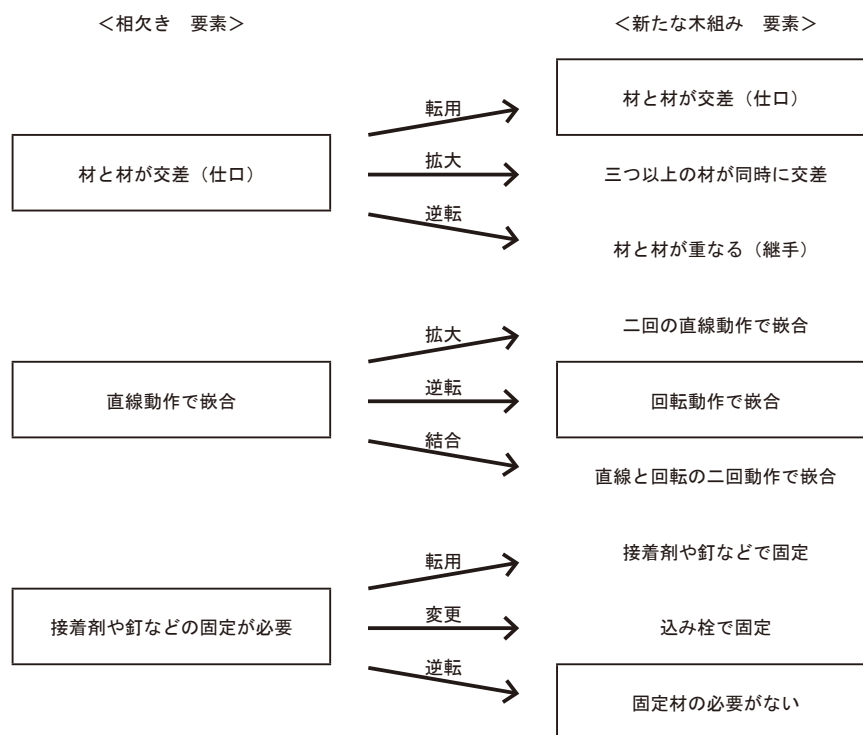 ＜相欠き　要素＞
＜新たな木組み　要素＞
材と材が交差（仕口）
転用
拡大
逆転
材と材が交差（仕口）
三つ以上の材が同時に交差
材と材が重なる（継手）
直線動作で嵌合
拡大
逆転
結合
二回の直線動作で嵌合
回転動作で嵌合
直線と回転の二回動作で嵌合
接着剤や釘などの固定が必要
転用
変更
逆転
接着剤や釘などで固定
込み栓で固定
固定材の必要がない